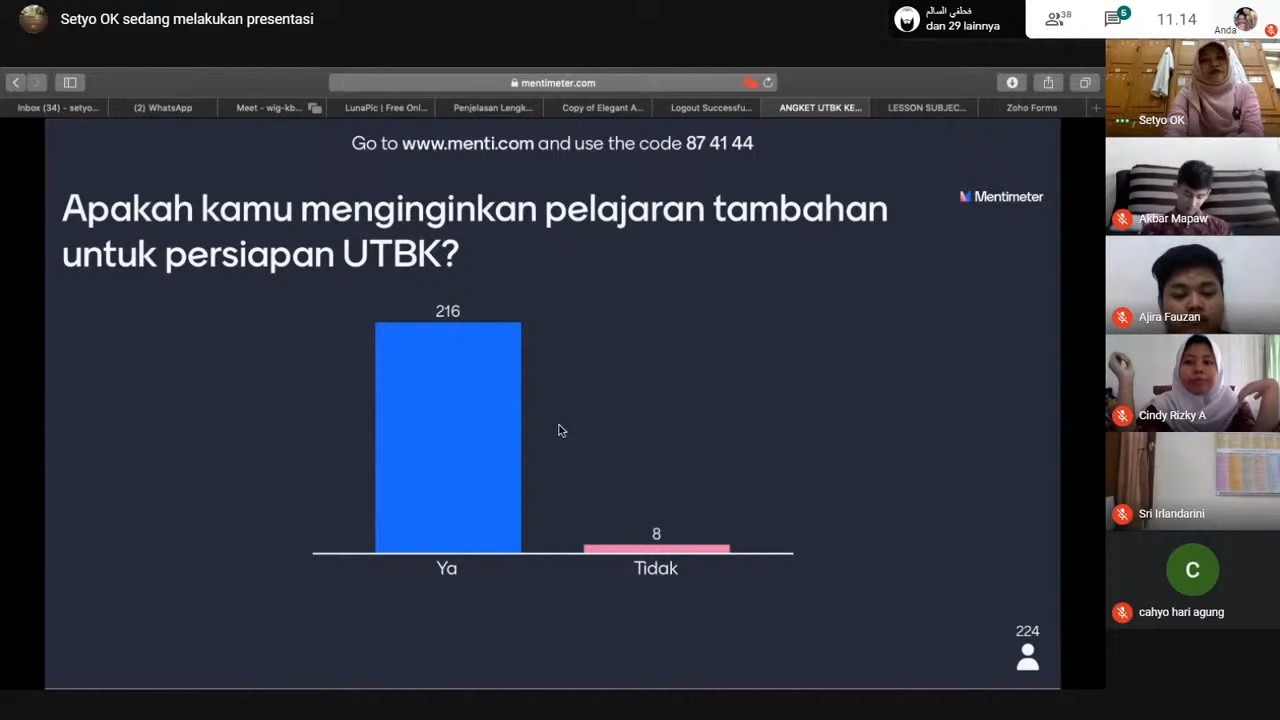 Setyo OK sedang melakukan presentasi
فحطفي السالم
dan 29 lainnya
38
5
11.14
Anda
mentimeter.com
Inbox (34) - setyo...
(2) WhatsApp
Meet - wig-kb...
LunaPic | Free Onl...
Penjelasan Lengk...
Copy of Elegant A...
Logout Successfu...
ANGKET UTBK KE...
LESSON SUBJEC...
Zoho Forms
Go to www.menti.com and use the code 87 41 44
Apakah kamu menginginkan pelajaran tambahan
untuk persiapan UTBK?
Mentimeter
216
8
Ya
Tidak
224
Setyo OK
Akbar Mapaw
Ajira Fauzan
Cindy Rizky A
Sri Irlandarini
C
cahyo hari agung